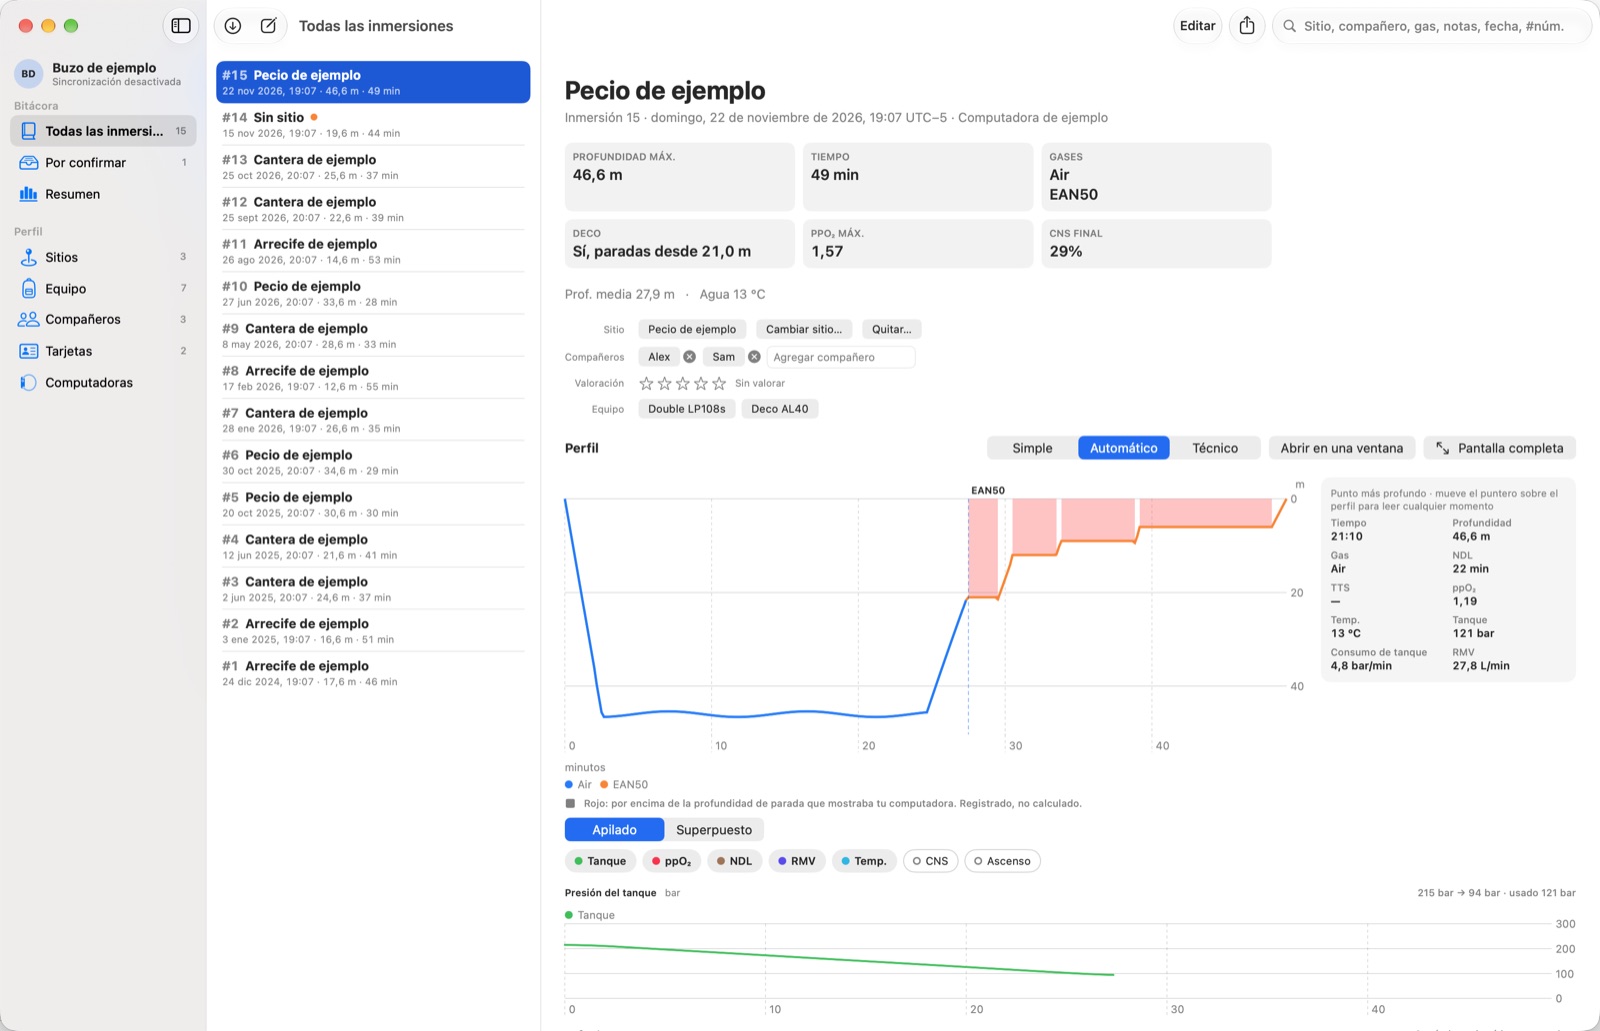 BD
Buzo de ejemplo
Sincronización desactivada
Bitácora
Todas las inmersi... 15
Por confirmar 1
Resumen
Perfil
Sitios 3
Equipo 7
Compañeros 3
Tarjetas 2
Computadoras
Todas las inmersiones
#15 Pecio de ejemplo
22 nov 2026, 19:07 · 46,6 m · 49 min
#14 Sin sitio
15 nov 2026, 19:07 · 19,6 m · 44 min
#13 Cantera de ejemplo
25 oct 2026, 20:07 · 25,6 m · 37 min
#12 Cantera de ejemplo
25 sept 2026, 20:07 · 22,6 m · 39 min
#11 Arrecife de ejemplo
26 ago 2026, 20:07 · 14,6 m · 53 min
#10 Pecio de ejemplo
27 jun 2026, 20:07 · 33,6 m · 28 min
#9 Cantera de ejemplo
8 may 2026, 20:07 · 28,6 m · 33 min
#8 Arrecife de ejemplo
17 feb 2026, 19:07 · 12,6 m · 55 min
#7 Cantera de ejemplo
28 ene 2026, 19:07 · 26,6 m · 35 min
#6 Pecio de ejemplo
30 oct 2025, 20:07 · 34,6 m · 29 min
#5 Pecio de ejemplo
20 oct 2025, 20:07 · 30,6 m · 30 min
#4 Cantera de ejemplo
12 jun 2025, 20:07 · 21,6 m · 41 min
#3 Cantera de ejemplo
2 jun 2025, 20:07 · 24,6 m · 37 min
#2 Arrecife de ejemplo
3 ene 2025, 19:07 · 16,6 m · 51 min
#1 Arrecife de ejemplo
24 dic 2024, 19:07 · 17,6 m · 46 min
Editar
Sitio, compañero, gas, notas, fecha, #núm.
Pecio de ejemplo
Inmersión 15 · domingo, 22 de noviembre de 2026, 19:07 UTC−5 · Computadora de ejemplo
PROFUNDIDAD MÁX.
46,6 m
TIEMPO
49 min
GASES
Air
EAN50
DECO
Sí, paradas desde 21,0 m
PPO₂ MÁX.
1,57
CNS FINAL
29%
Prof. media 27,9 m · Agua 13 °C
Sitio Pecio de ejemplo Cambiar sitio... Quitar...
Compañeros Alex Sam Agregar compañero
Valoración Sin valorar
Equipo Double LP108s Deco AL40
Perfil
Simple Automático Técnico Abrir en una ventana Pantalla completa
EAN50
m
0
20
40
0 10 20 30 40
minutos
Air EAN50
Rojo: por encima de la profundidad de parada que mostraba tu computadora. Registrado, no calculado.
Punto más profundo · mueve el puntero sobre el
perfil para leer cualquier momento
Tiempo Profundidad
21:10 46,6 m
Gas NDL
Air 22 min
TTS ppO₂
— 1,19
Temp. Tanque
13 °C 121 bar
Consumo de tanque RMV
4,8 bar/min 27,8 L/min
Apilado Superpuesto
Tanque ppO₂ NDL RMV Temp. CNS Ascenso
Presión del tanque bar 215 bar → 94 bar · usado 121 bar
Tanque
300
200
100
0
0 10 20 30 40